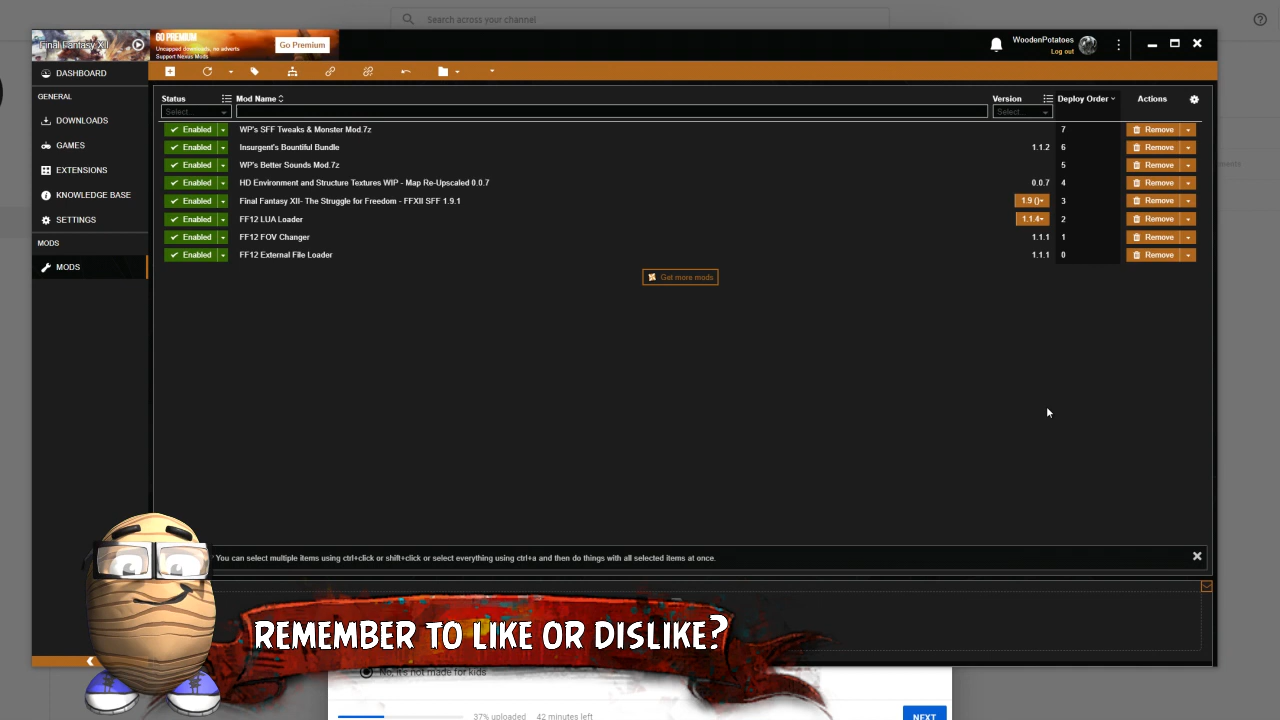 Search across your channel
Final Fantasy XII
GO PREMIUM
Uncapped downloads, no adverts
Support Nexus Mods
Go Premium
WoodenPotatoes
Log out
DASHBOARD
GENERAL
DOWNLOADS
GAMES
EXTENSIONS
KNOWLEDGE BASE
SETTINGS
MODS
MODS
Status Mod Name Version Deploy Order Actions
Select... Select...
Enabled WP's SFF Tweaks & Monster Mod.7z 7 Remove
Enabled Insurgent's Bountiful Bundle 1.1.2 6 Remove
Enabled WP's Better Sounds Mod.7z 5 Remove
Enabled HD Environment and Structure Textures WIP - Map Re-Upscaled 0.0.7 0.0.7 4 Remove
Enabled Final Fantasy XII- The Struggle for Freedom - FFXII SFF 1.9.1 1.9 () 3 Remove
Enabled FF12 LUA Loader 1.1.4 2 Remove
Enabled FF12 FOV Changer 1.1.1 1 Remove
Enabled FF12 External File Loader 1.1.1 0 Remove
Get more mods
You can select multiple items using ctrl+click or shift+click or select everything using ctrl+a and then do things with all selected items at once.
REMEMBER TO LIKE OR DISLIKE?
No, it's not made for kids
37% uploaded 42 minutes left
NEXT